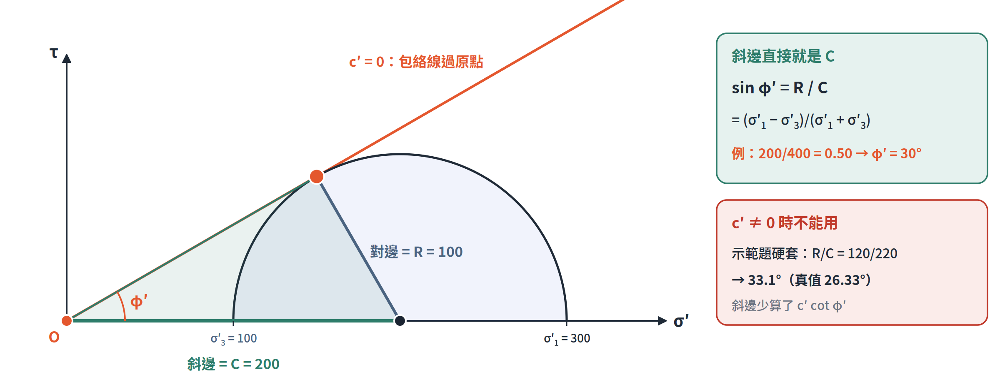 τ
c′ = 0：包絡線過原點
對邊 = R = 100
ϕ′
σ′
O
σ′₃ = 100
σ′₁ = 300
斜邊 = C = 200
斜邊直接就是 C
sin ϕ′ = R / C
= (σ′₁ − σ′₃)/(σ′₁ + σ′₃)
例：200/400 = 0.50 → ϕ′ = 30°
c′ ≠ 0 時不能用
示範題硬套：R/C = 120/220
→ 33.1°（真值 26.33°）
斜邊少算了 c′ cot ϕ′